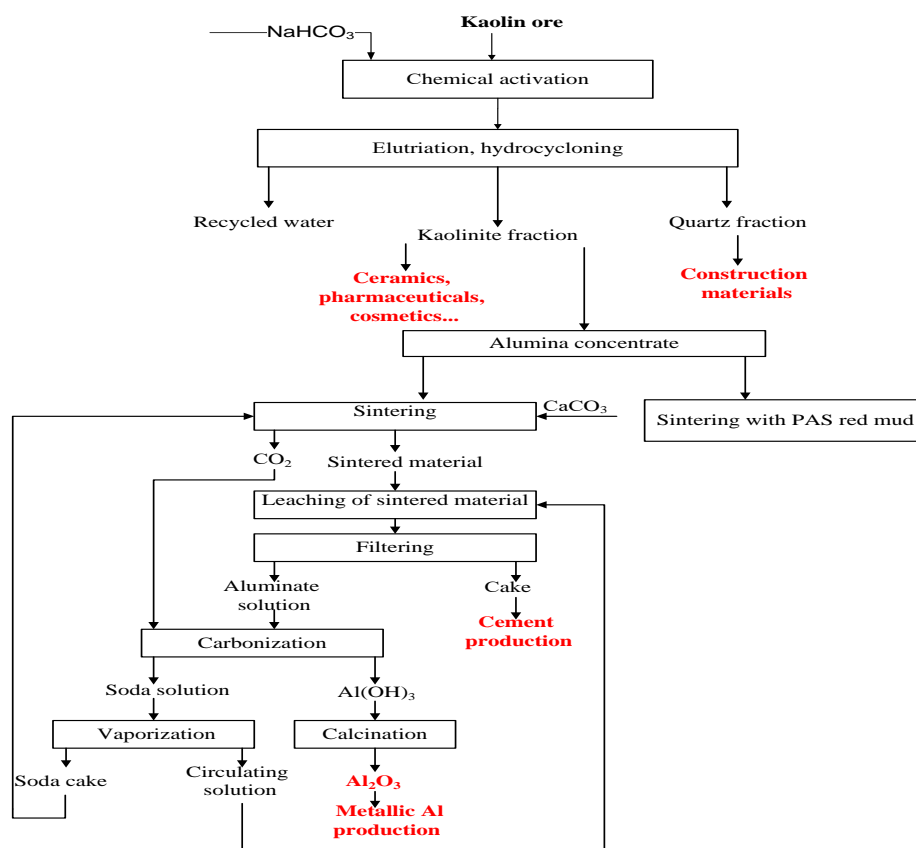 Kaolin ore
NaHCO₃
Chemical activation
Elutriation, hydrocycloning
Recycled water
Kaolinite fraction
Quartz fraction
Ceramics,
pharmaceuticals,
cosmetics...
Construction
materials
Alumina concentrate
Sintering
CaCO₃
Sintering with PAS red mud
CO₂
Sintered material
Leaching of sintered material
Filtering
Aluminate
solution
Cake
Cement
production
Carbonization
Soda solution
Al(OH)₃
Vaporization
Calcination
Soda cake
Circulating
solution
Al₂O₃
Metallic Al
production